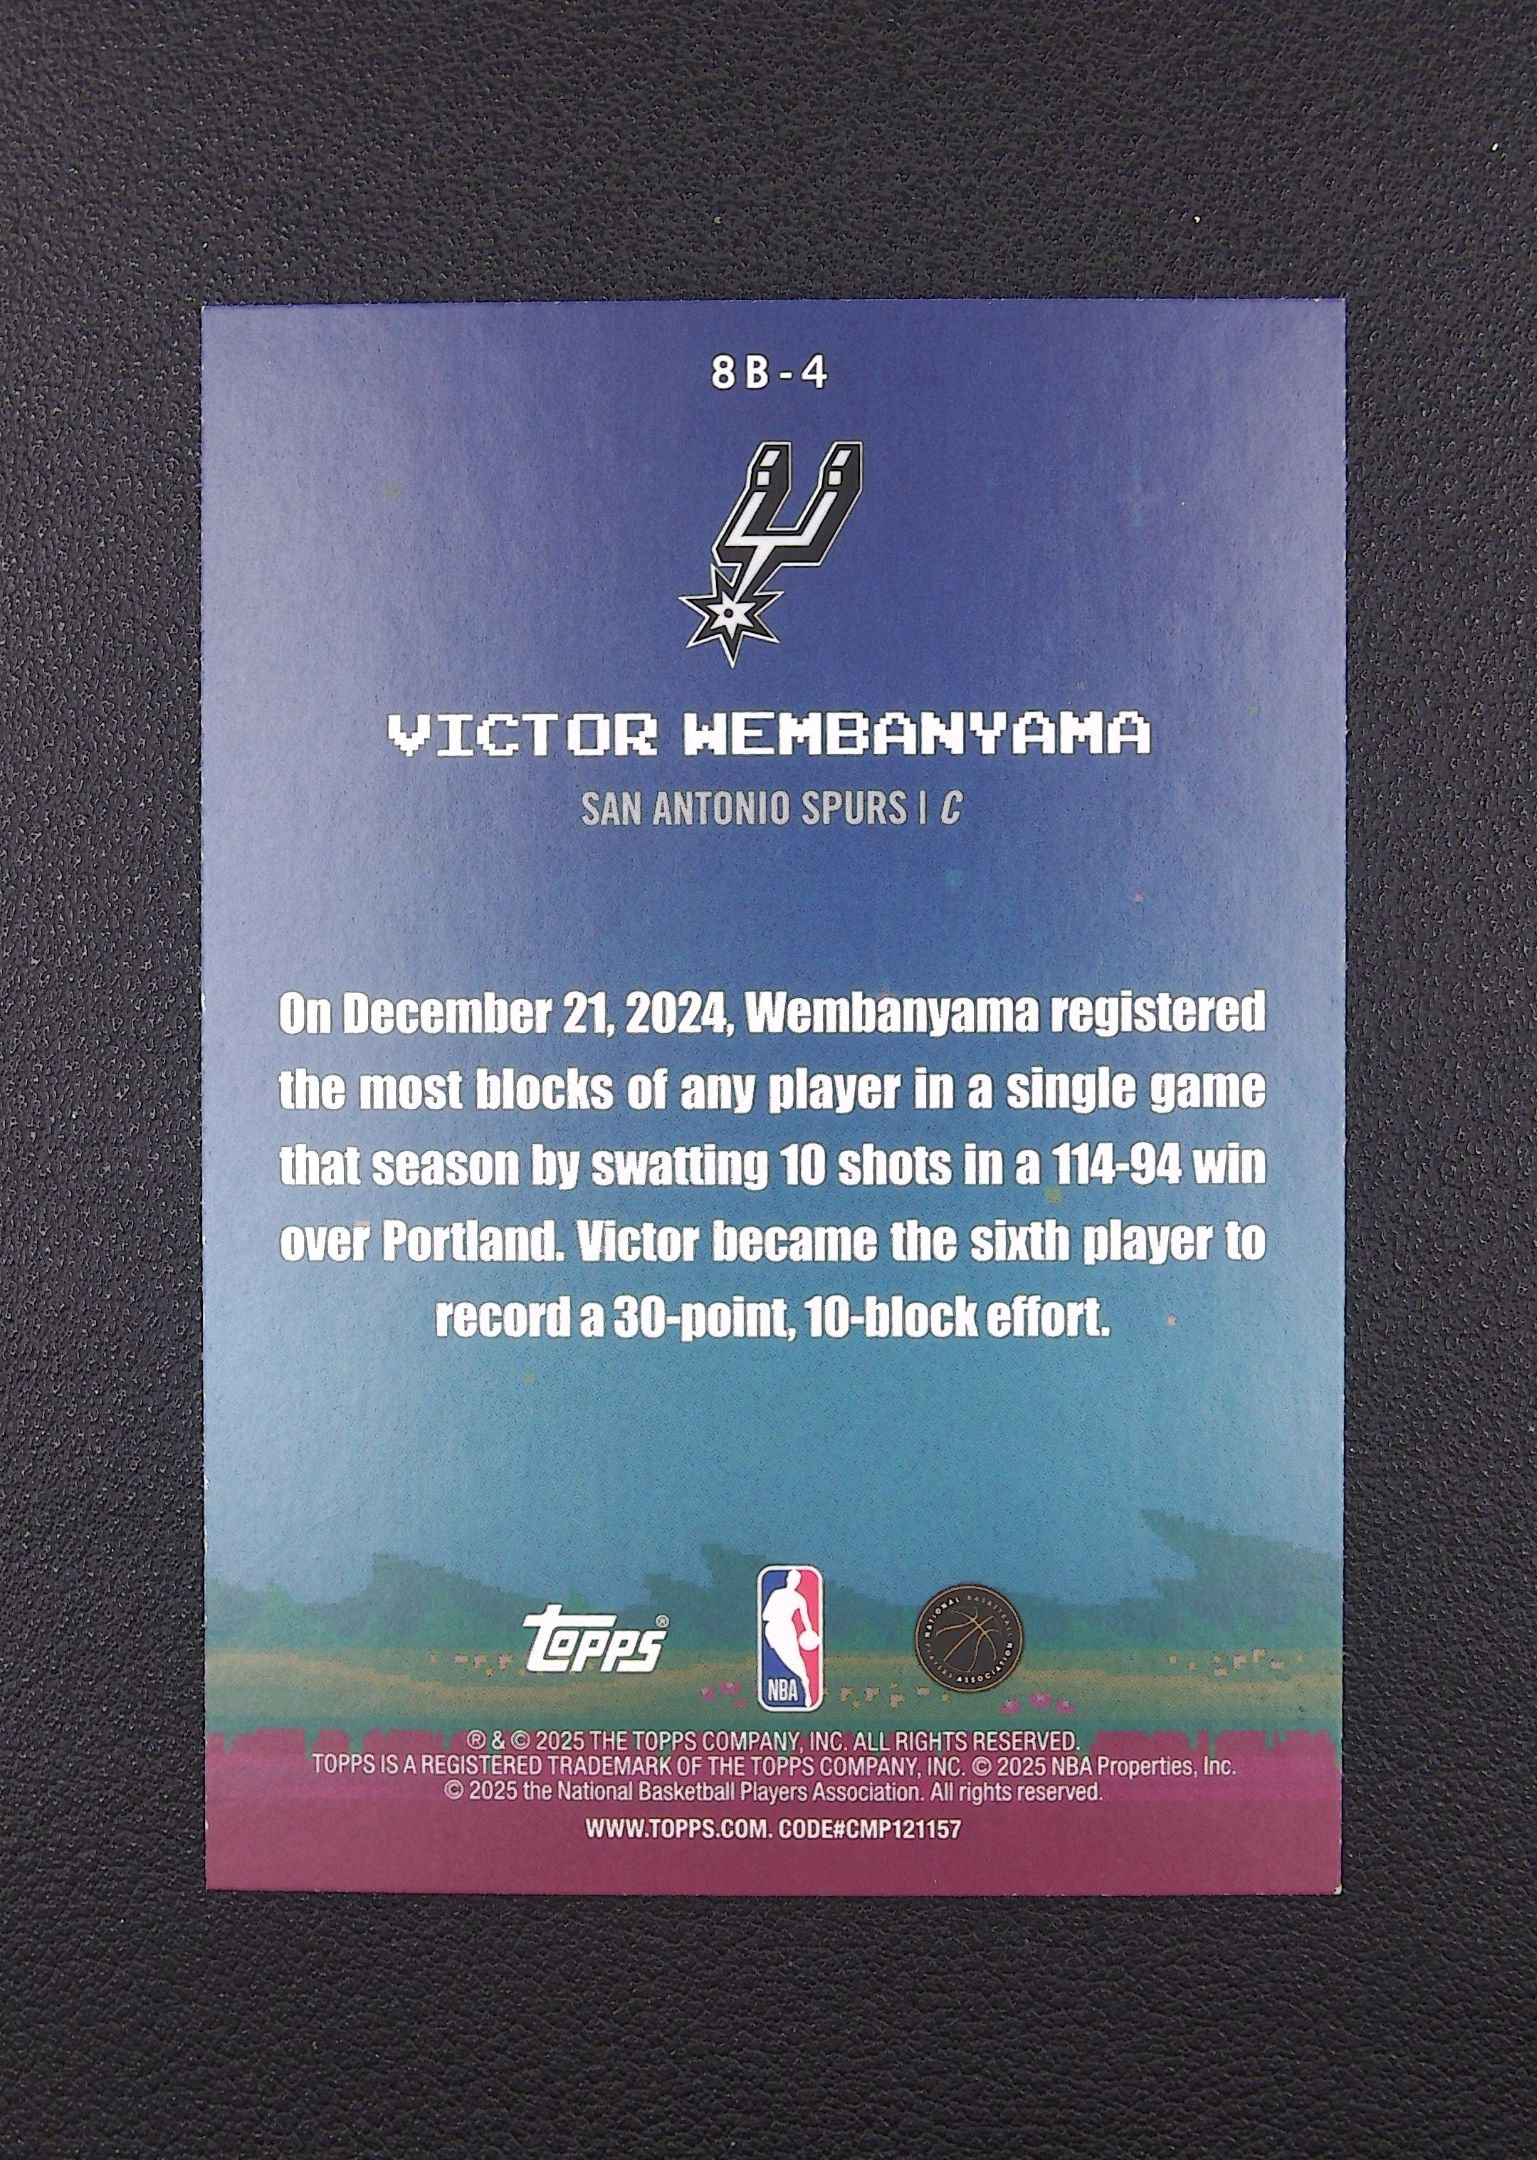 8B-4
VICTOR WEMBANYAMA
SAN ANTONIO SPURS | C
On December 21, 2024, Wembanyama registered
the most blocks of any player in a single game
that season by swatting 10 shots in a 114-94 win
over Portland. Victor became the sixth player to
record a 30-point, 10-block effort.
Topps®
NBA
NATIONAL BASKETBALL PLAYERS ASSOCIATION
® & © 2025 THE TOPPS COMPANY, INC. ALL RIGHTS RESERVED.
TOPPS IS A REGISTERED TRADEMARK OF THE TOPPS COMPANY, INC. © 2025 NBA Properties, Inc.
© 2025 the National Basketball Players Association. All rights reserved.
WWW.TOPPS.COM. CODE#CMP121157